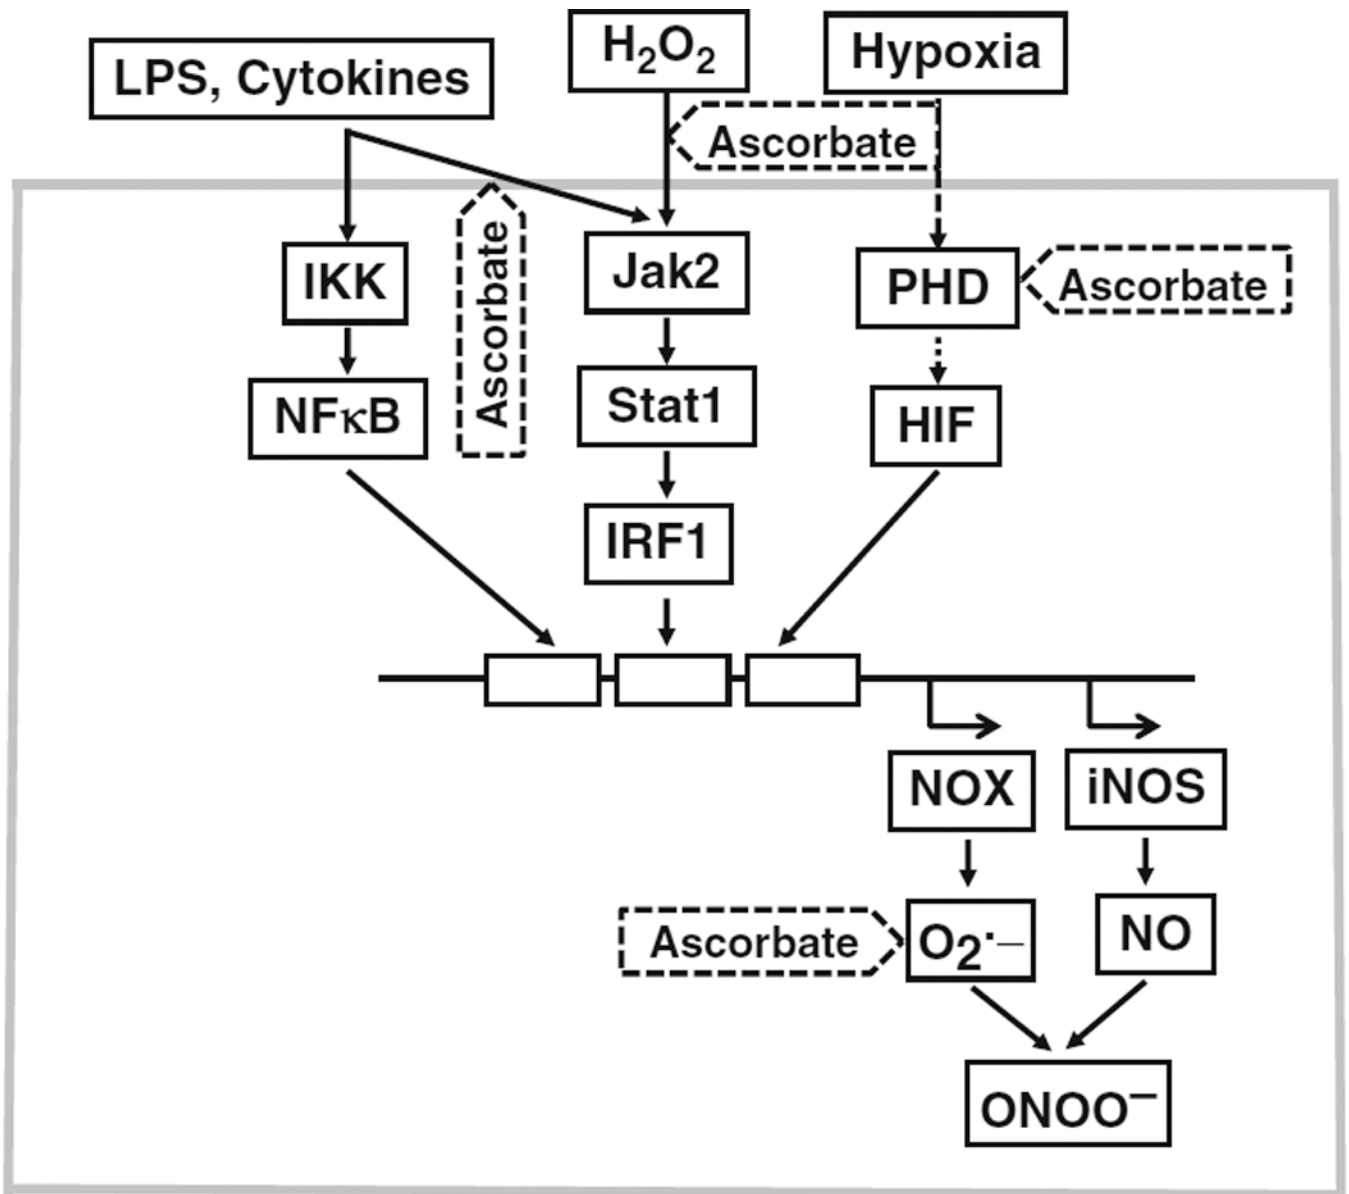 LPS, Cytokines
H₂O₂
Hypoxia
Ascorbate
Ascorbate
IKK
Jak2
PHD
Ascorbate
NFκB
Stat1
HIF
IRF1
NOX
iNOS
Ascorbate
O₂·–
NO
ONOO⁻